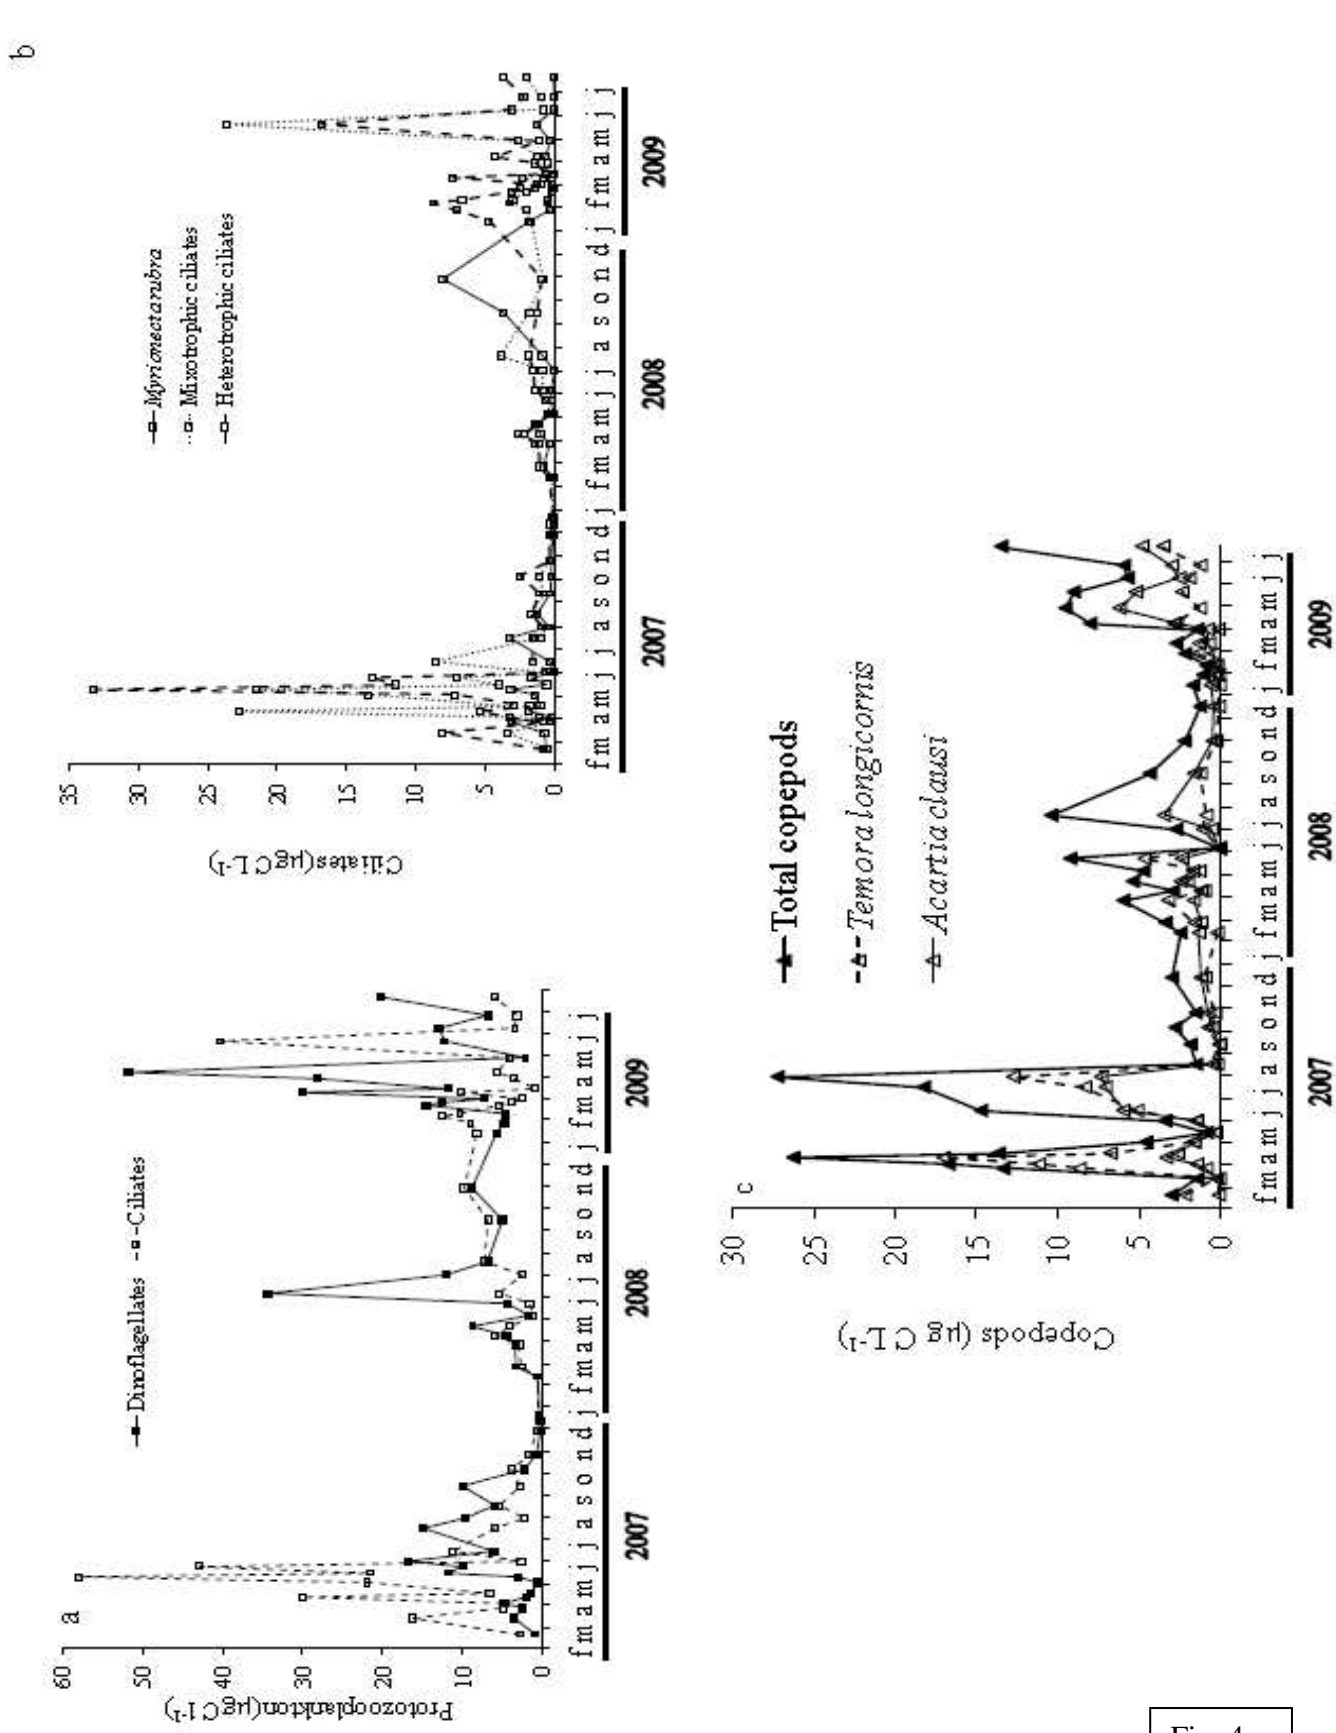 a
Protozooplankton (µg C l⁻¹)
60
50
40
30
20
10
0
Dinoflagellates
Ciliates
f m a m j j a s o n d
j f m a m j j a s o n d
j f m a m j j
2007
2008
2009
b
Ciliates (µg C L⁻¹)
35
30
25
20
15
10
5
0
Myrionecta rubra
Mixotrophic ciliates
Heterotrophic ciliates
f m a m j j a s o n d
j f m a m j j a s o n d
j f m a m j j
2007
2008
2009
c
Copepods (µg C L⁻¹)
30
25
20
15
10
5
0
Total copepods
Temora longicornis
Acartia clausi
f m a m j j a s o n d
j f m a m j j a s o n d
j f m a m j j
2007
2008
2009